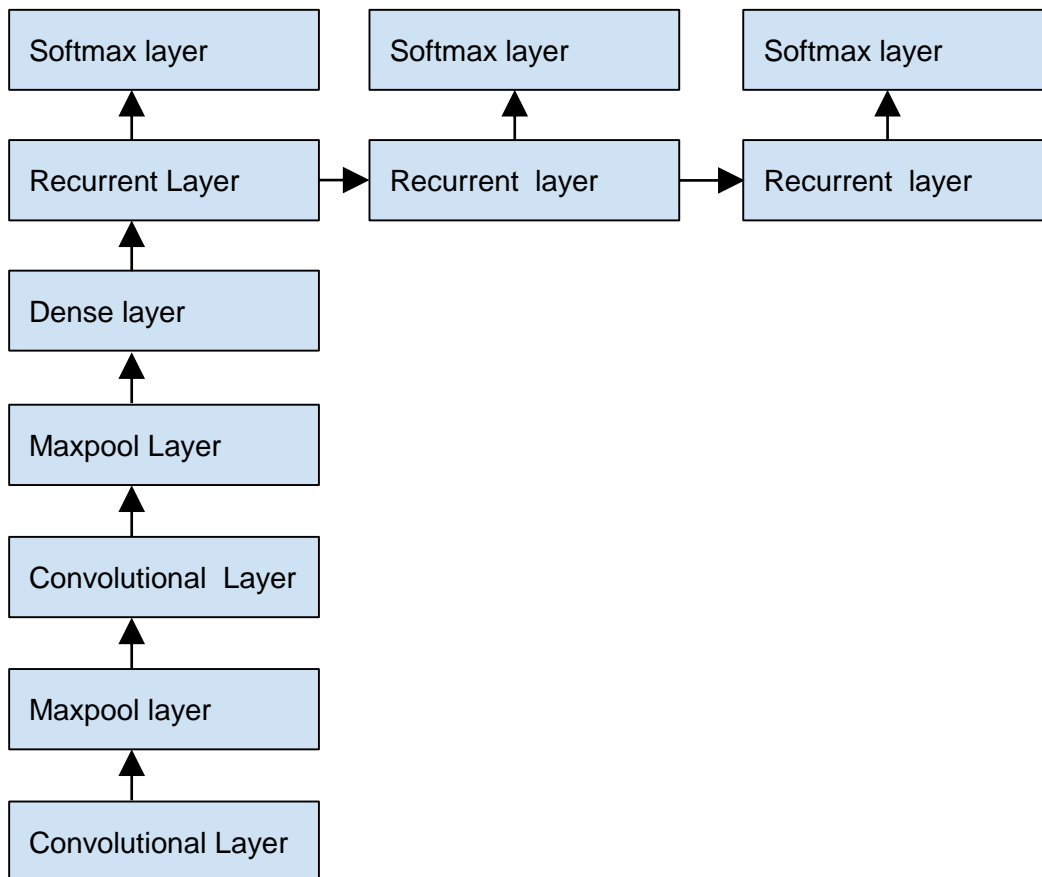 Softmax layer
Softmax layer
Softmax layer
Recurrent Layer
Recurrent  layer
Recurrent  layer
Dense layer
Maxpool Layer
Convolutional  Layer
Maxpool layer
Convolutional Layer